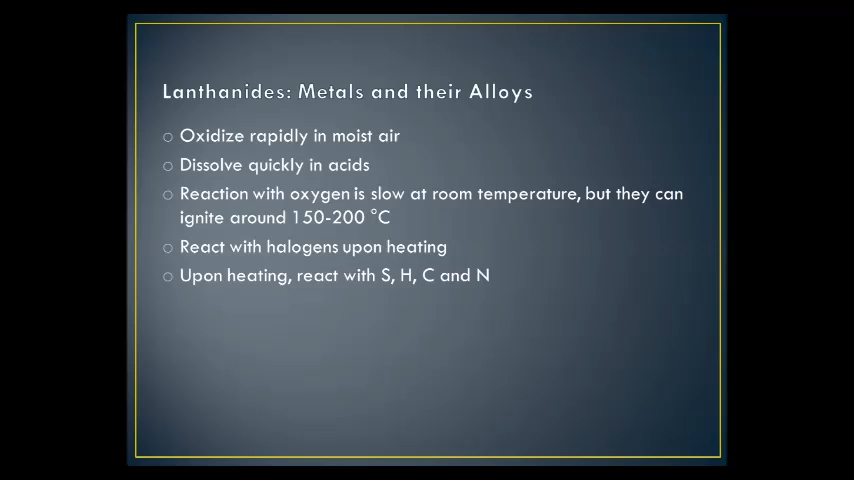 Lanthanides: Metals and their Alloys
○ Oxidize rapidly in moist air
○ Dissolve quickly in acids
○ Reaction with oxygen is slow at room temperature, but they can
ignite around 150-200 °C
○ React with halogens upon heating
○ Upon heating, react with S, H, C and N